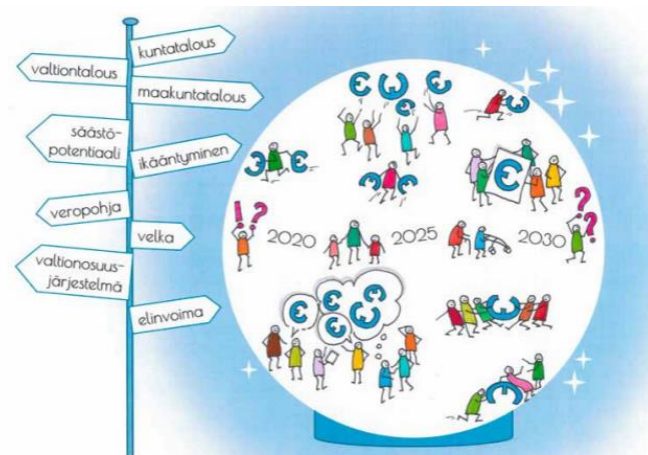 kuntatalous
valtiontalous
maakuntatalous
säästö-
potentiaali
ikääntyminen
veropohja
velka
valtionosuus-
järjestelmä
elinvoima
€ € €
€
€
€ €
€ €
€
! ?
2020
2025
2030
? ?
€ € €
€ €
€
€